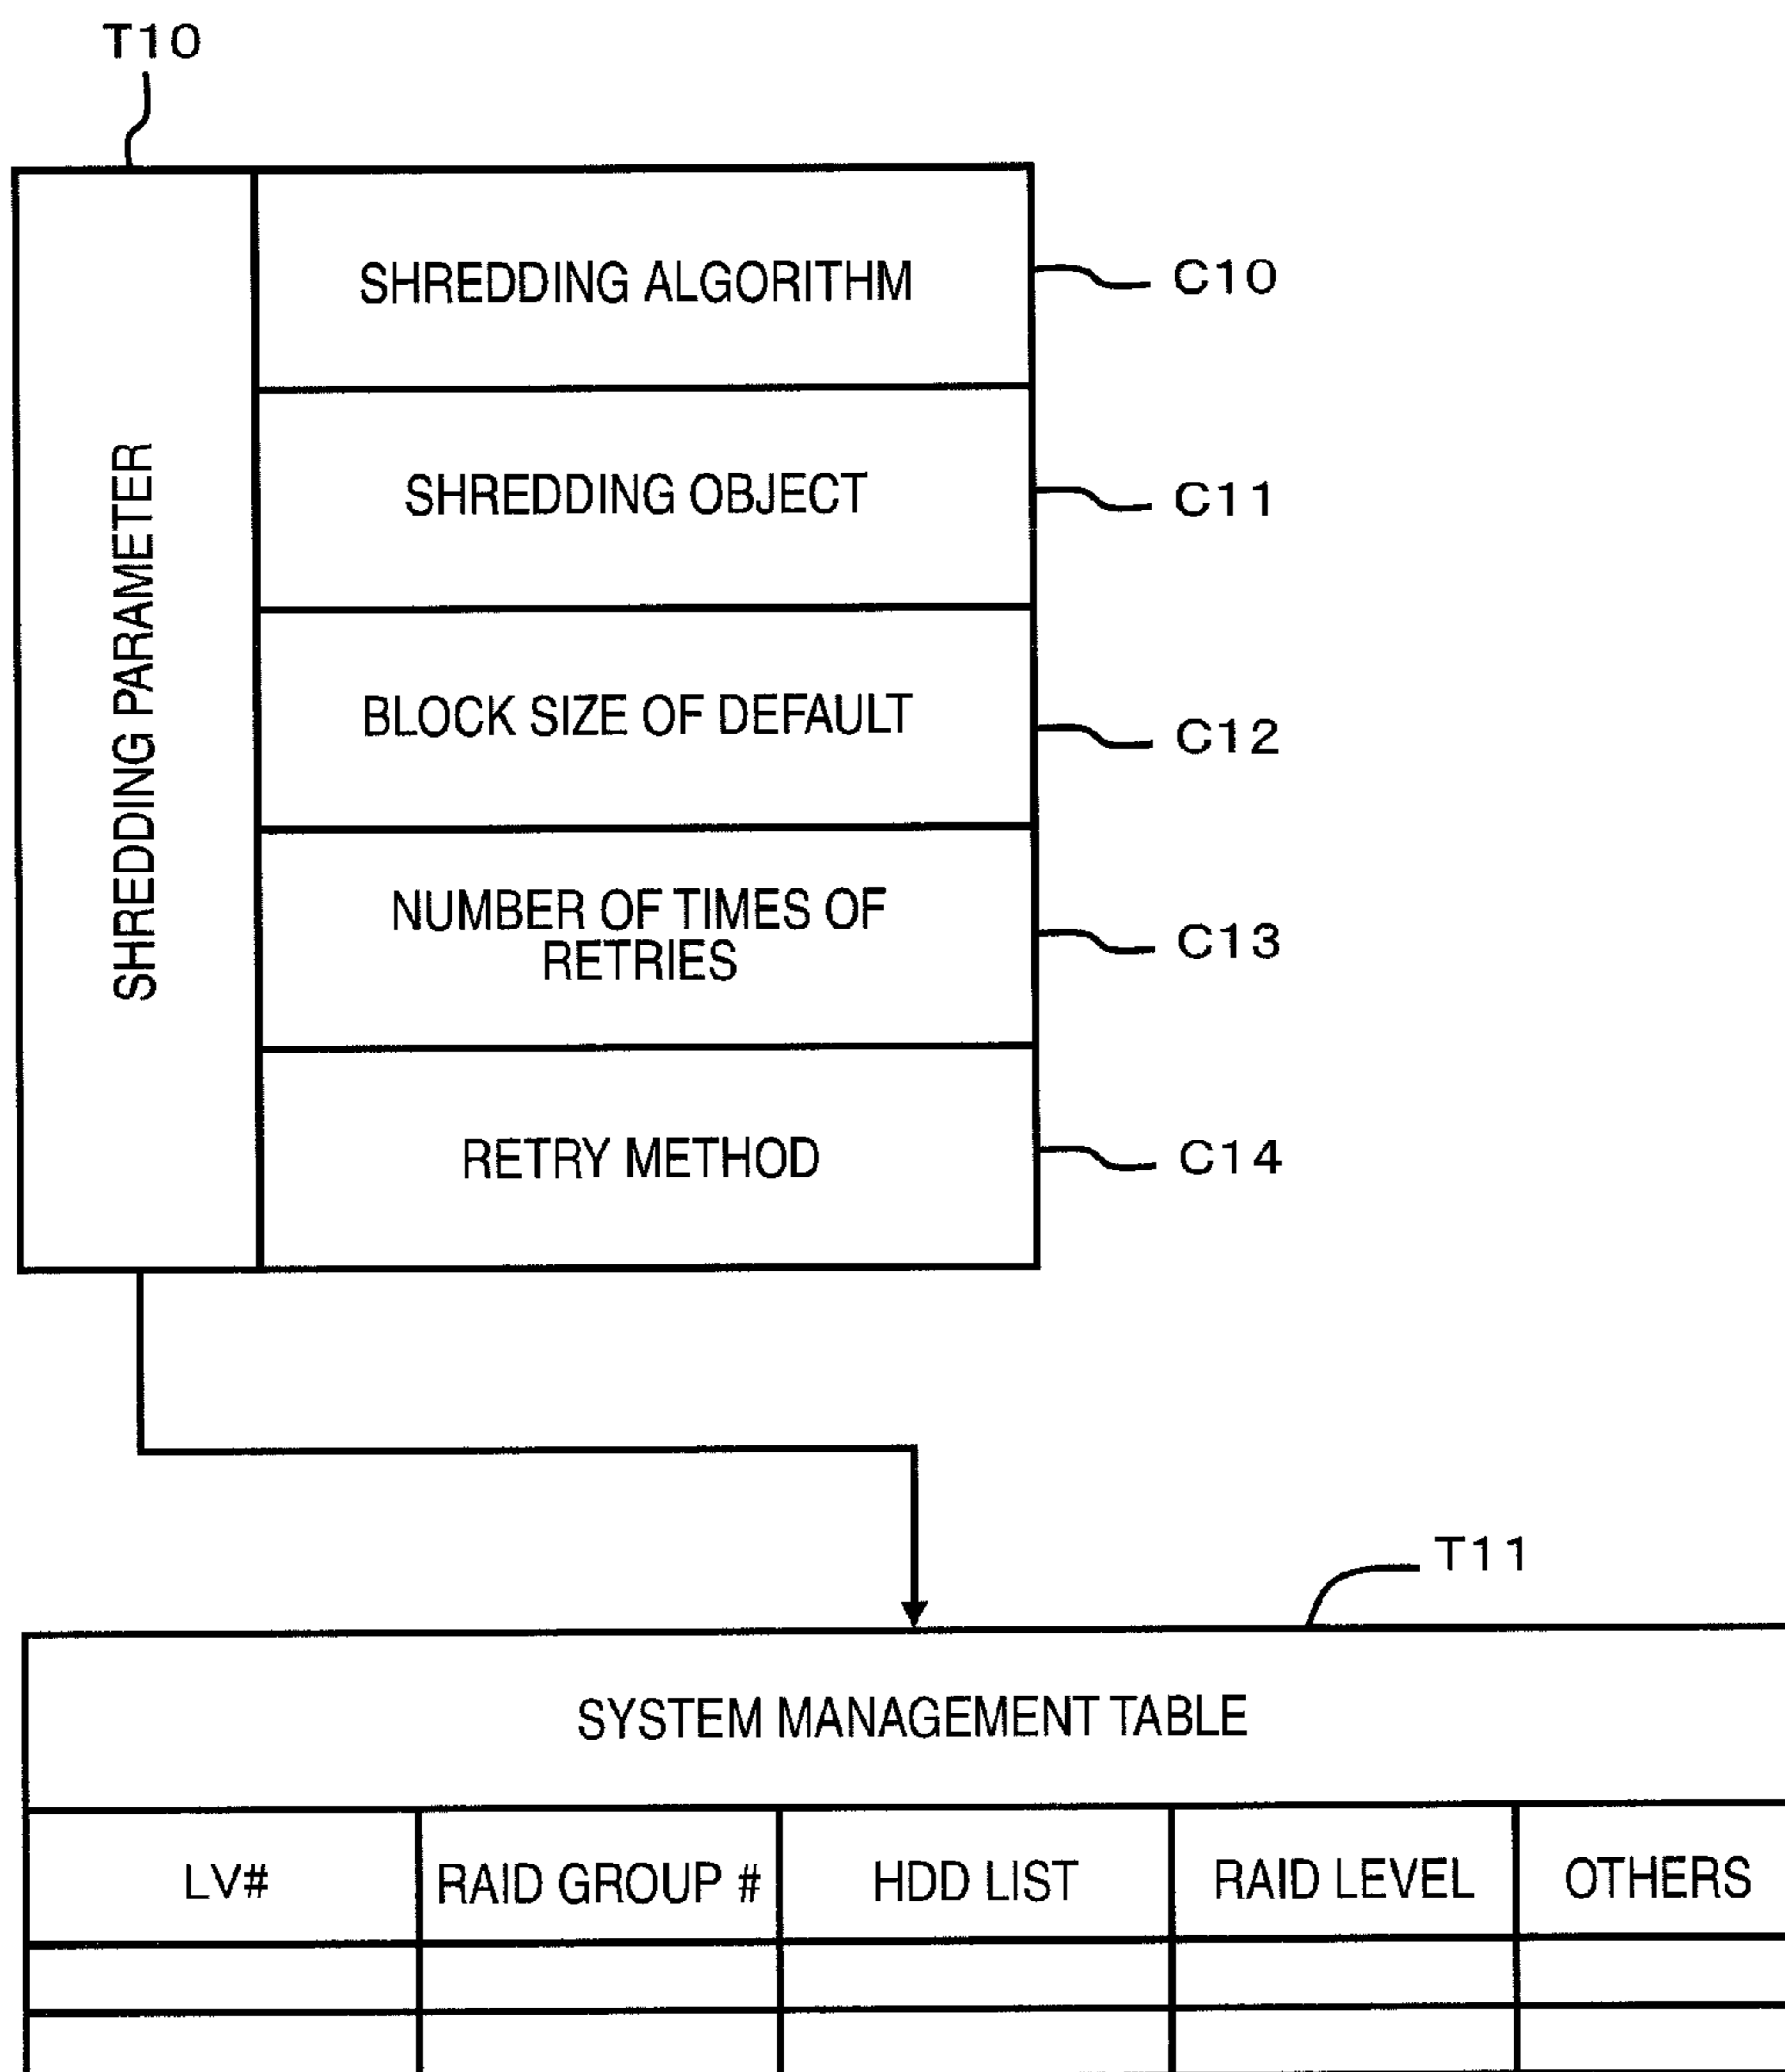 T10
SHREDDING PARAMETER
SHREDDING ALGORITHM
C10
SHREDDING OBJECT
C11
BLOCK SIZE OF DEFAULT
C12
NUMBER OF TIMES OF
RETRIES
C13
RETRY METHOD
C14
T11
SYSTEM MANAGEMENT TABLE
LV# RAID GROUP # HDD LIST RAID LEVEL OTHERS